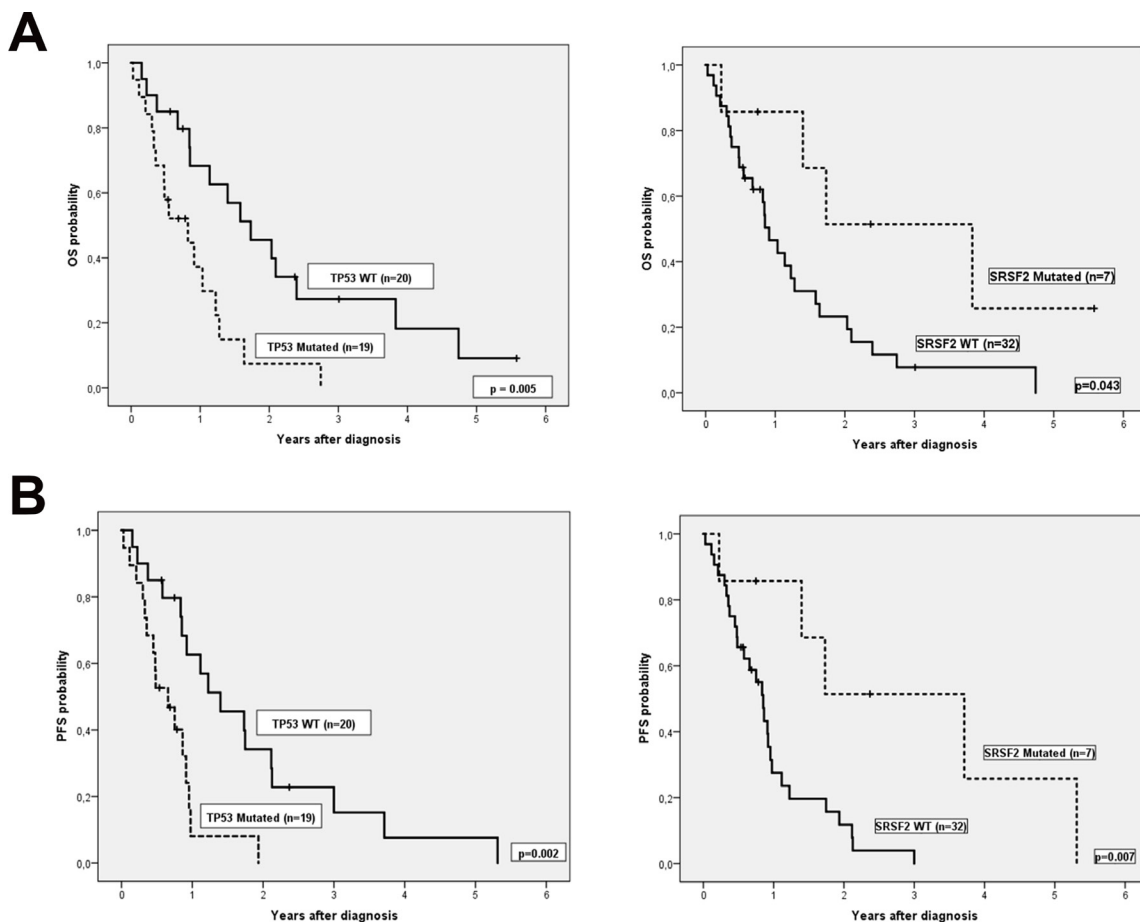 A
1,0
0,8
0,6
0,4
0,2
0,0
OS probability
TP53 WT (n=20)
TP53 Mutated (n=19)
p = 0.005
0 1 2 3 4 5 6
Years after diagnosis
1,0
0,8
0,6
0,4
0,2
0,0
OS probability
SRSF2 Mutated (n=7)
SRSF2 WT (n=32)
p=0.043
0 1 2 3 4 5 6
Years after diagnosis
B
1,0
0,8
0,6
0,4
0,2
0,0
PFS probability
TP53 WT (n=20)
TP53 Mutated (n=19)
p=0.002
0 1 2 3 4 5 6
Years after diagnosis
1,0
0,8
0,6
0,4
0,2
0,0
PFS probability
SRSF2 Mutated (n=7)
SRSF2 WT (n=32)
p=0.007
0 1 2 3 4 5 6
Years after diagnosis